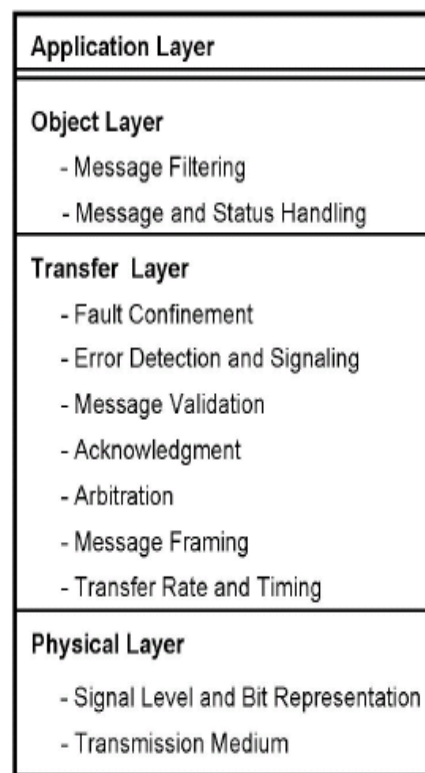 Application Layer
Object Layer
- Message Filtering
- Message and Status Handling
Transfer Layer
- Fault Confinement
- Error Detection and Signaling
- Message Validation
- Acknowledgment
- Arbitration
- Message Framing
- Transfer Rate and Timing
Physical Layer
- Signal Level and Bit Representation
- Transmission Medium